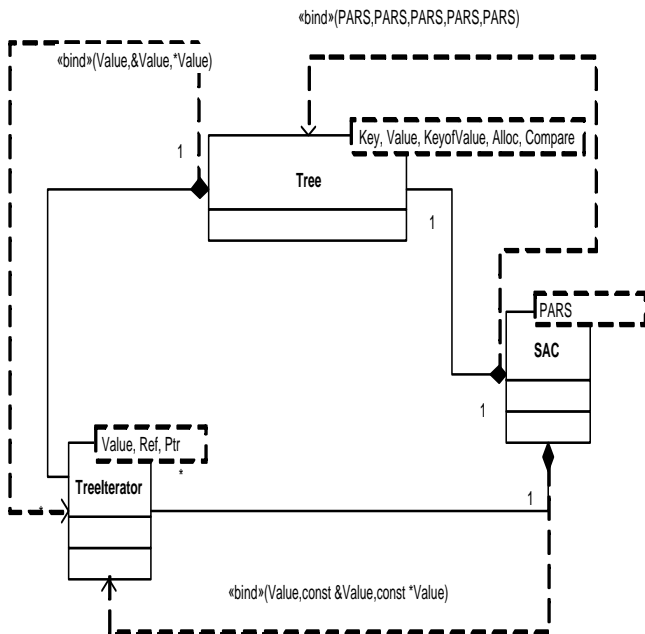 «bind»(PARS,PARS,PARS,PARS,PARS)
«bind»(Value,&Value,*Value)
Key, Value, KeyofValue, Alloc, Compare
1
Tree
1
PARS
SAC
1
Value, Ref, Ptr
*
TreeIterator
1
*
«bind»(Value,const &Value,const *Value)